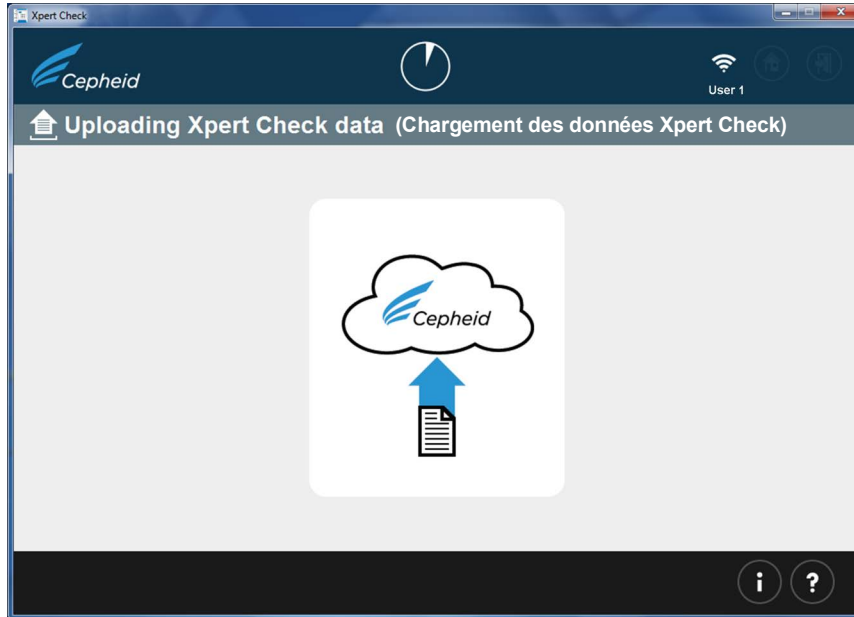 Xpert Check
Cepheid
User 1
Uploading Xpert Check data (Chargement des données Xpert Check)
Cepheid
i ?